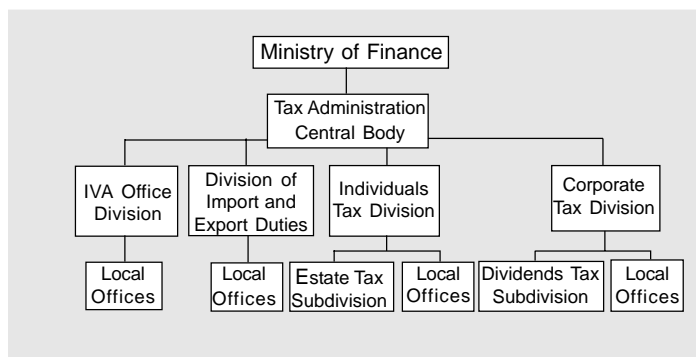 Ministry of Finance
Tax Administration
Central Body
IVA Office
Division
Division of
Import and
Export Duties
Individuals
Tax Division
Corporate
Tax Division
Local
Offices
Local
Offices
Estate Tax
Subdivision
Local
Offices
Dividends Tax
Subdivision
Local
Offices